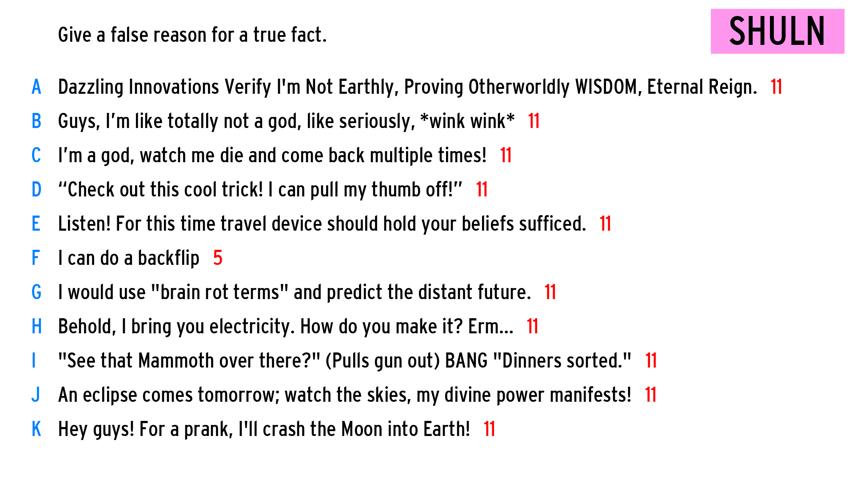 Give a false reason for a true fact.
SHULN
A Dazzling Innovations Verify I'm Not Earthly, Proving Otherworldly WISDOM, Eternal Reign. 11
B Guys, I’m like totally not a god, like seriously, *wink wink* 11
C I’m a god, watch me die and come back multiple times! 11
D “Check out this cool trick! I can pull my thumb off!” 11
E Listen! For this time travel device should hold your beliefs sufficed. 11
F I can do a backflip 5
G I would use "brain rot terms" and predict the distant future. 11
H Behold, I bring you electricity. How do you make it? Erm... 11
I "See that Mammoth over there?" (Pulls gun out) BANG "Dinners sorted." 11
J An eclipse comes tomorrow; watch the skies, my divine power manifests! 11
K Hey guys! For a prank, I'll crash the Moon into Earth! 11